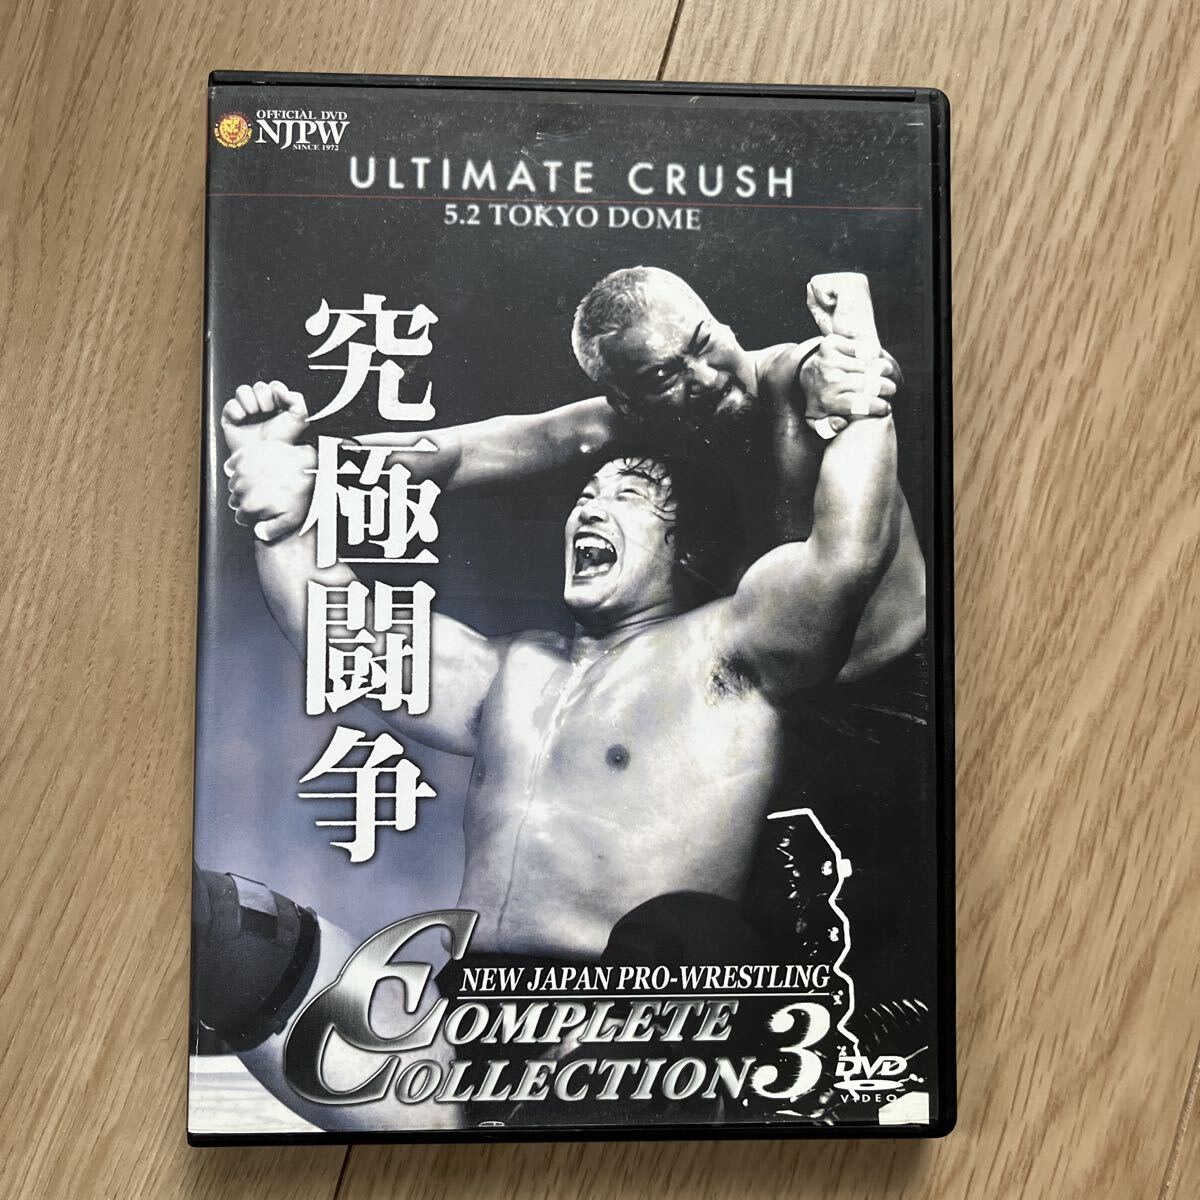 OFFICIAL DVD
NJPW
SINCE 1972
ULTIMATE CRUSH
5.2 TOKYO DOME
究極闘争
NEW JAPAN PRO-WRESTLING
COMPLETE
COLLECTION 3
DVD
VIDEO